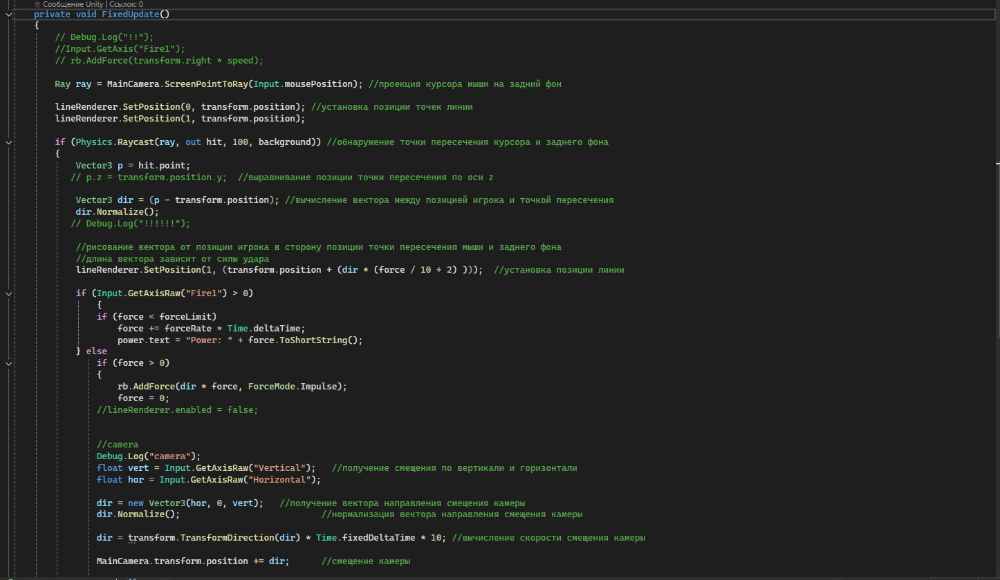 Сообщение Unity | Ссылок: 0
private void FixedUpdate()
{
// Debug.Log("!!");
//Input.GetAxis("Fire1");
// rb.AddForce(transform.right * speed);
Ray ray = MainCamera.ScreenPointToRay(Input.mousePosition); //проекция курсора мыши на задний фон
lineRenderer.SetPosition(0, transform.position); //установка позиции точек линии
lineRenderer.SetPosition(1, transform.position);
if (Physics.Raycast(ray, out hit, 100, background)) //обнаружение точки пересечения курсора и заднего фона
{
Vector3 p = hit.point;
// p.z = transform.position.y;  //выравнивание позиции точки пересечения по оси z
Vector3 dir = (p - transform.position); //вычисление вектора между позицией игрока и точкой пересечения
dir.Normalize();
// Debug.Log("!!!!!!");
//рисование вектора от позиции игрока в сторону позиции точки пересечения мыши и заднего фона
//длина вектора зависит от силы удара
lineRenderer.SetPosition(1, (transform.position + (dir * (force / 10 + 2) )));  //установка позиции линии
if (Input.GetAxisRaw("Fire1") > 0)
{
if (force < forceLimit)
force += forceRate * Time.deltaTime;
power.text = "Power: " + force.ToShortString();
} else
if (force > 0)
{
rb.AddForce(dir * force, ForceMode.Impulse);
force = 0;
//lineRenderer.enabled = false;
//camera
Debug.Log("camera");
float vert = Input.GetAxisRaw("Vertical");   //получение смещения по вертикали и горизонтали
float hor = Input.GetAxisRaw("Horizontal");
dir = new Vector3(hor, 0, vert);   //получение вектора направления смещения камеры
dir.Normalize();   //нормализация вектора направления смещения камеры
dir = transform.TransformDirection(dir) * Time.fixedDeltaTime * 10; //вычисление скорости смещения камеры
MainCamera.transform.position += dir;   //смещение камеры